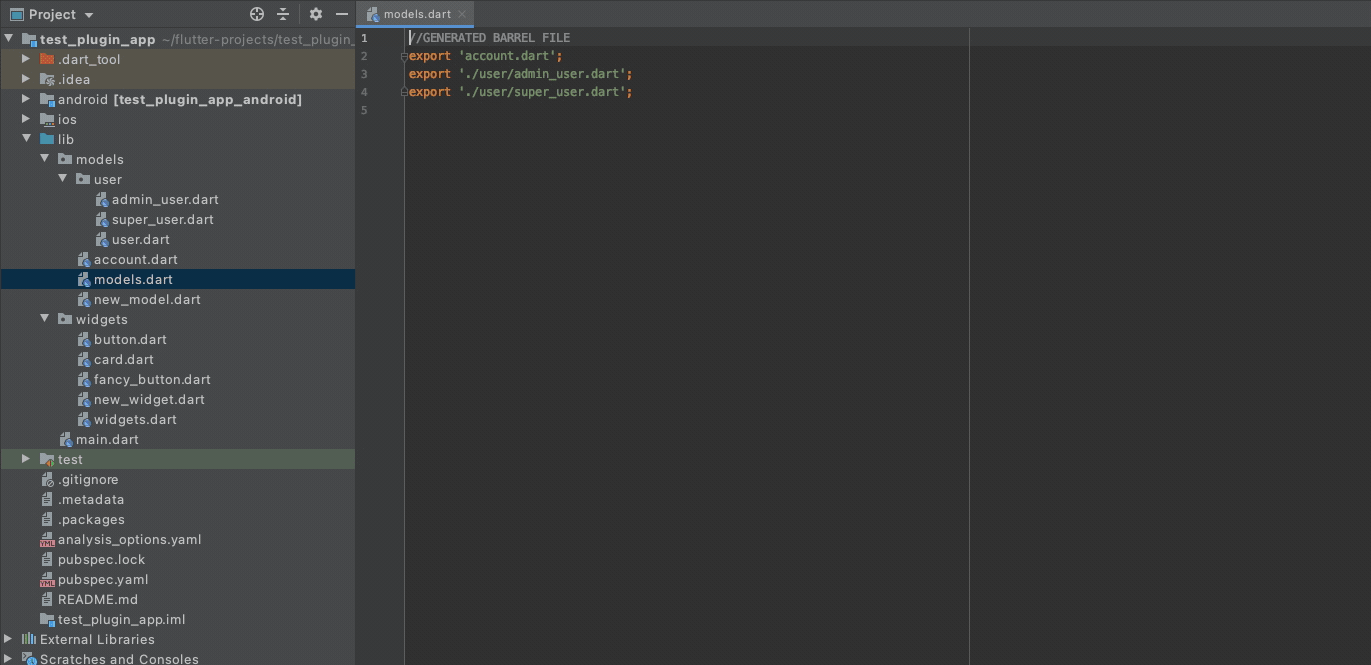 Project
models.dart
test_plugin_app ~/flutter-projects/test_plugin_
.dart_tool
.idea
android [test_plugin_app_android]
ios
lib
models
user
admin_user.dart
super_user.dart
user.dart
account.dart
models.dart
new_model.dart
widgets
button.dart
card.dart
fancy_button.dart
new_widget.dart
widgets.dart
main.dart
test
.gitignore
.metadata
.packages
analysis_options.yaml
pubspec.lock
pubspec.yaml
README.md
test_plugin_app.iml
External Libraries
Scratches and Consoles
1 //GENERATED BARREL FILE
2 export 'account.dart';
3 export './user/admin_user.dart';
4 export './user/super_user.dart';
5